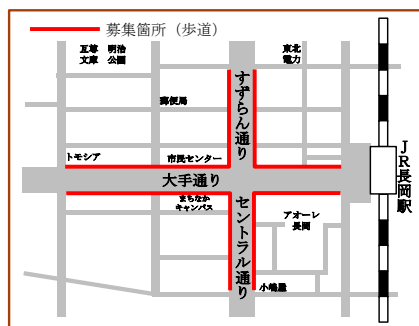 募集箇所（歩道）
互尊
文庫
明治
公園
東北
電力
郵便局
すずらん通り
トモシア
市民センター
大手通り
JR長岡駅
まちなか
キャンパス
セントラル通り
アオーレ
長岡
小嶋屋